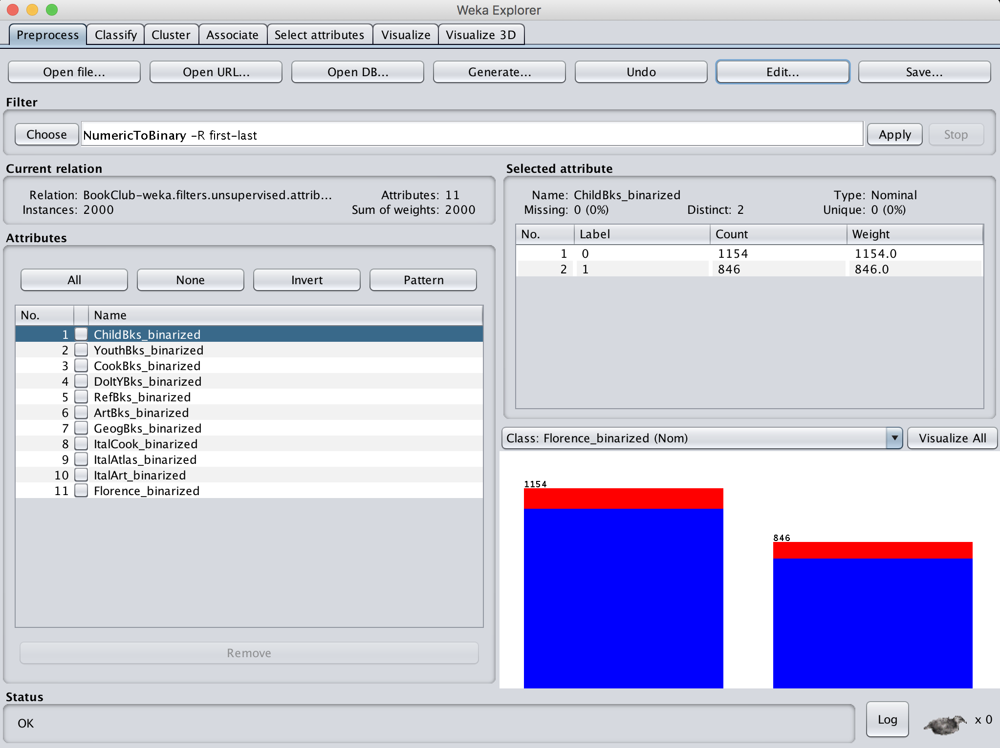 Weka Explorer
Preprocess Classify Cluster Associate Select attributes Visualize Visualize 3D
Open file... Open URL... Open DB... Generate... Undo Edit... Save...
Filter
Choose NumericToBinary -R first-last Apply Stop
Current relation
Relation: BookClub-weka.filters.unsupervised.attrib... Attributes: 11
Instances: 2000 Sum of weights: 2000
Attributes
All None Invert Pattern
No. Name
1 ChildBks_binarized
2 YouthBks_binarized
3 CookBks_binarized
4 DoItYBks_binarized
5 RefBks_binarized
6 ArtBks_binarized
7 GeogBks_binarized
8 ItalCook_binarized
9 ItalAtlas_binarized
10 ItalArt_binarized
11 Florence_binarized
Remove
Selected attribute
Name: ChildBks_binarized Type: Nominal
Missing: 0 (0%) Distinct: 2 Unique: 0 (0%)
No. Label Count Weight
1 0 1154 1154.0
2 1 846 846.0
Class: Florence_binarized (Nom) Visualize All
1154
846
Status
OK
Log x 0